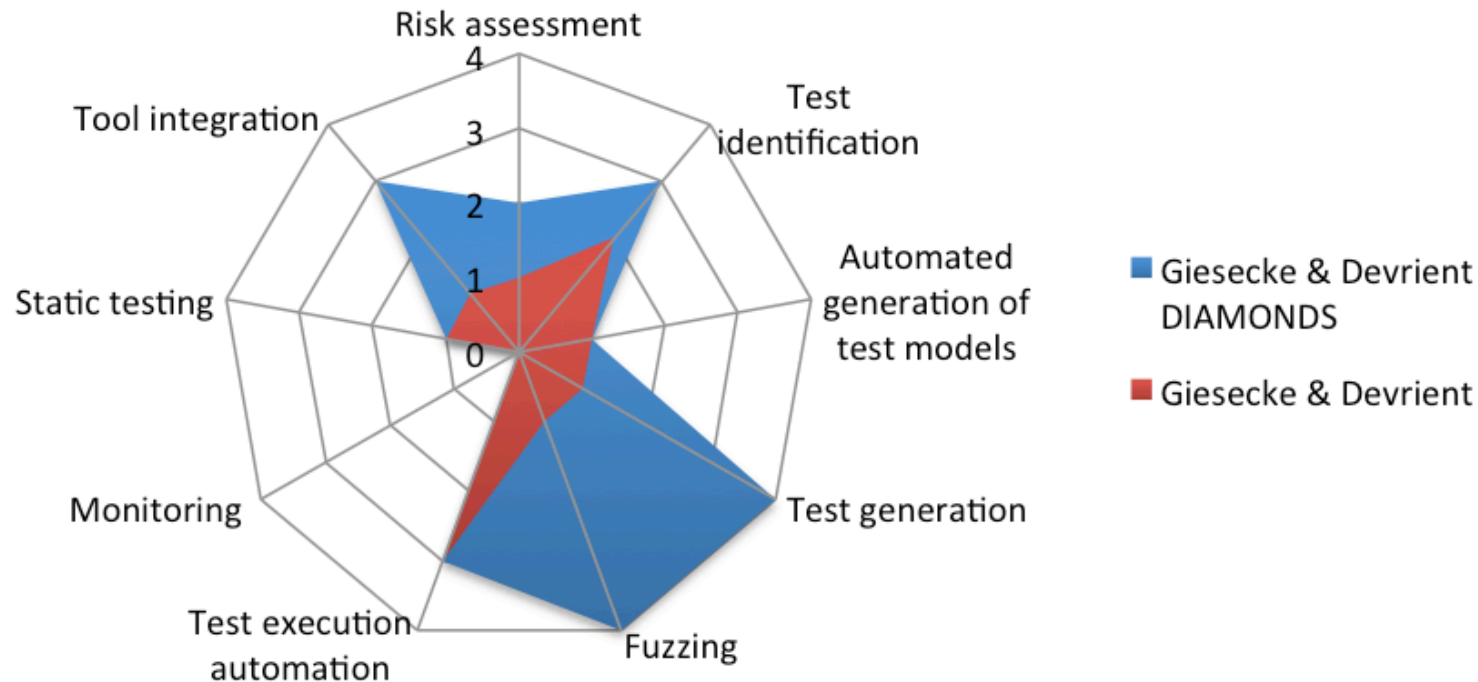 Risk assessment
4
3
2
1
0
Test
identification
Automated
generation of
test models
Test generation
Fuzzing
Test execution
automation
Monitoring
Static testing
Tool integration
Giesecke & Devrient
DIAMONDS
Giesecke & Devrient